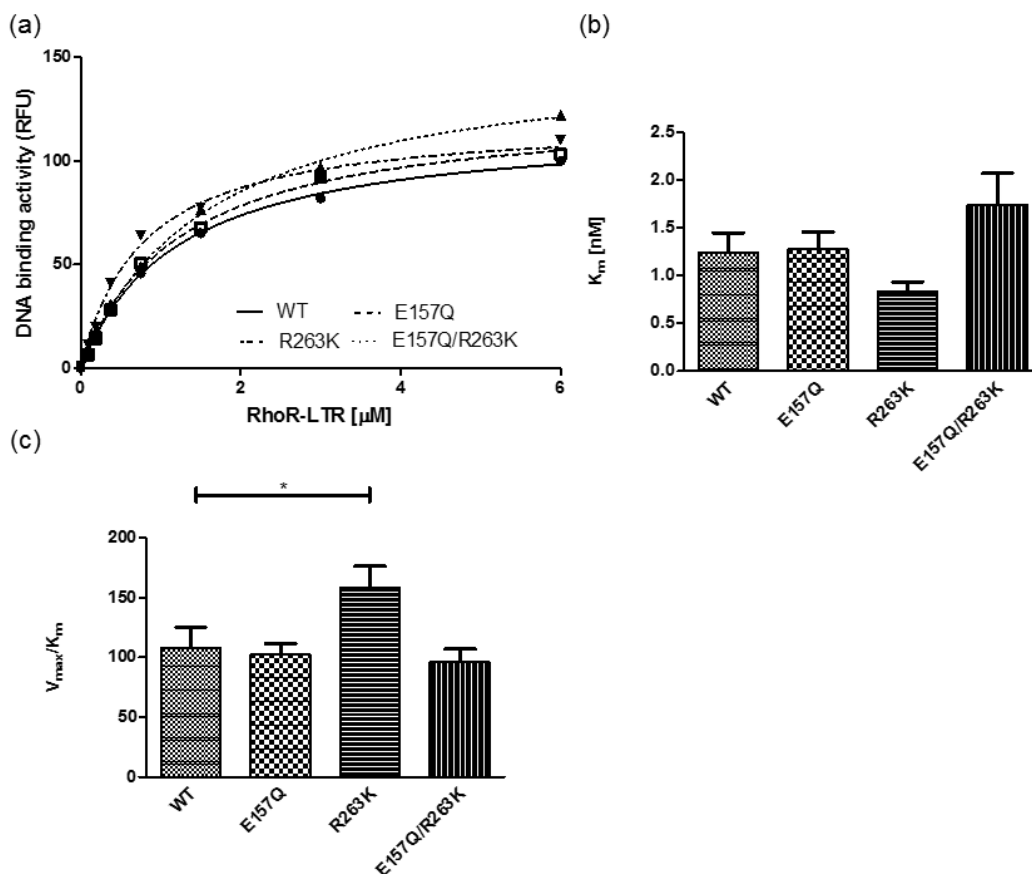 (a)
150
100
50
0
DNA binding activity (RFU)
WT
E157Q
R263K
E157Q/R263K
0
2
4
6
RhoR-LTR [µM]
(b)
2.5
2.0
1.5
1.0
0.5
0.0
Km [nM]
WT
E157Q
R263K
E157Q/R263K
(c)
*
200
150
100
50
0
Vmax/Km
WT
E157Q
R263K
E157Q/R263K